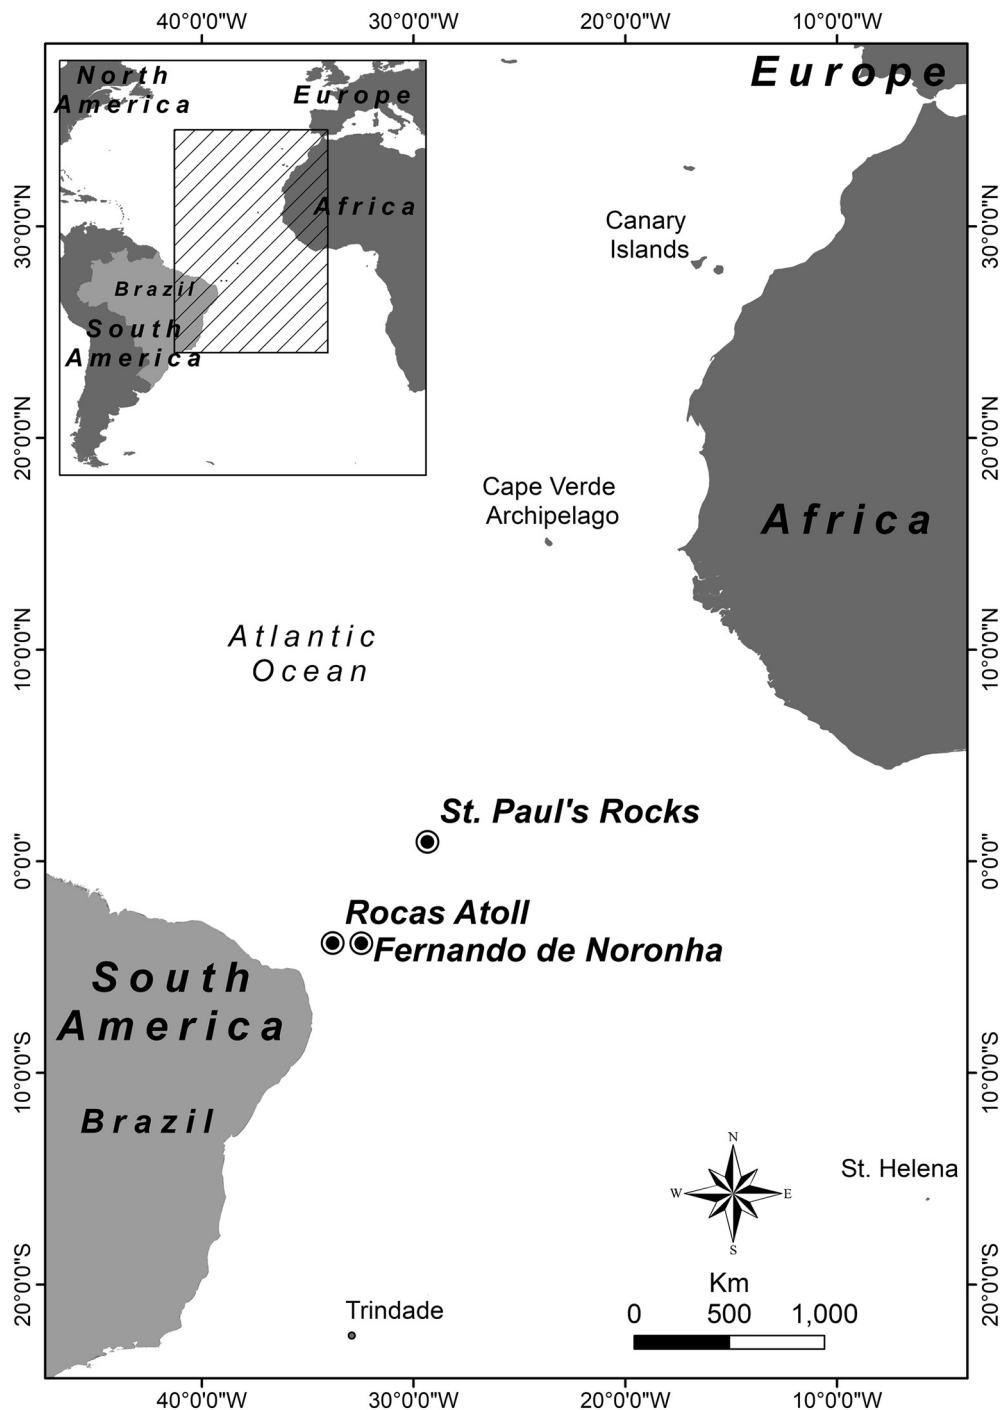 40°0'0"W 30°0'0"W 20°0'0"W 10°0'0"W
North
America
Europe
Africa
Brazil
South
America
Europe
30°0'0"N
30°0'0"N
Canary
Islands
20°0'0"N
20°0'0"N
Cape Verde
Archipelago
Africa
Atlantic
Ocean
10°0'0"N
10°0'0"N
St. Paul's Rocks
0°0'0"
0°0'0"
Rocas Atoll
Fernando de Noronha
South
America
10°0'0"S
10°0'0"S
Brazil
N
W E
S
St. Helena
20°0'0"S
20°0'0"S
Trindade
Km
0 500 1,000
40°0'0"W 30°0'0"W 20°0'0"W 10°0'0"W